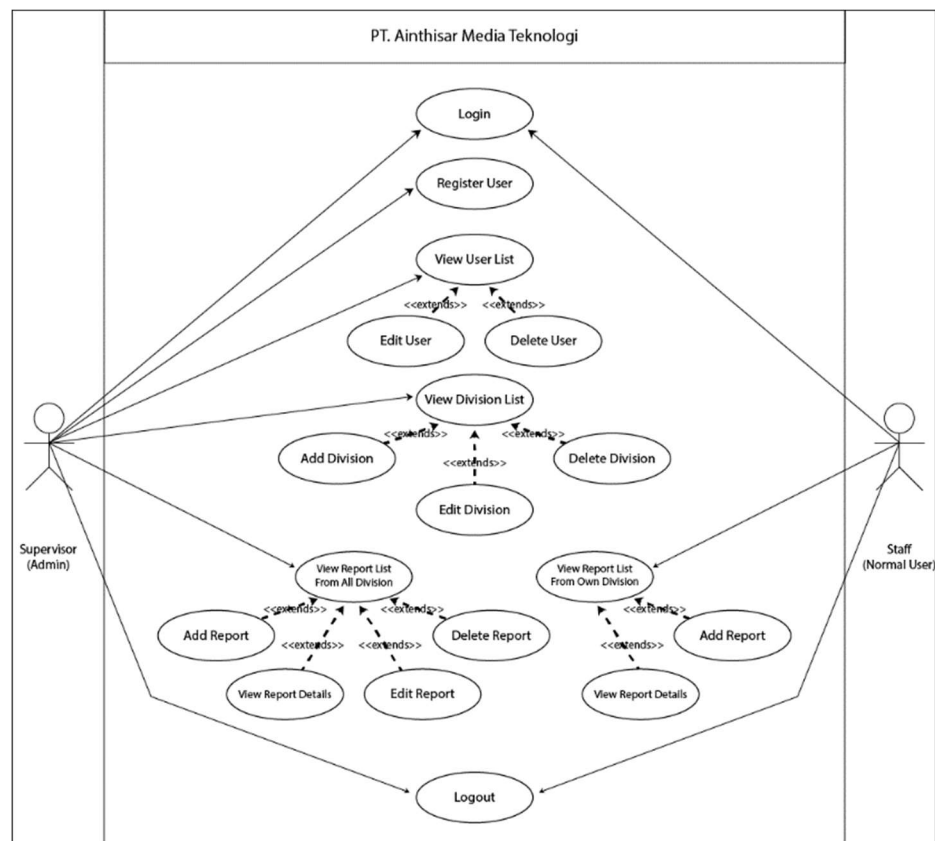 PT. Ainthisar Media Teknologi
Login
Register User
View User List
<<extends>>
<<extends>>
Edit User
Delete User
View Division List
<<extends>>
<<extends>>
Add Division
<<extends>>
Delete Division
Edit Division
Supervisor
(Admin)
Staff
(Normal User)
View Report List
From All Division
View Report List
From Own Division
<<extends>>
<<extends>>
<<extends>>
Add Report
<<extends>>
<<extends>>
Delete Report
<<extends>>
Add Report
View Report Details
Edit Report
View Report Details
Logout